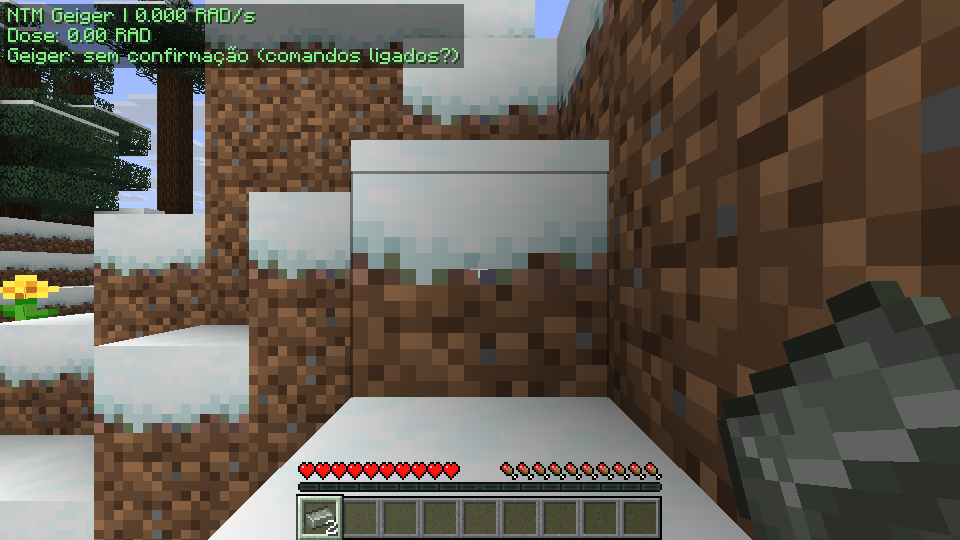 NTM Geiger | 0.000 RAD/s
Dose: 0.00 RAD
Geiger: sem confirmação (comandos ligados?)
2